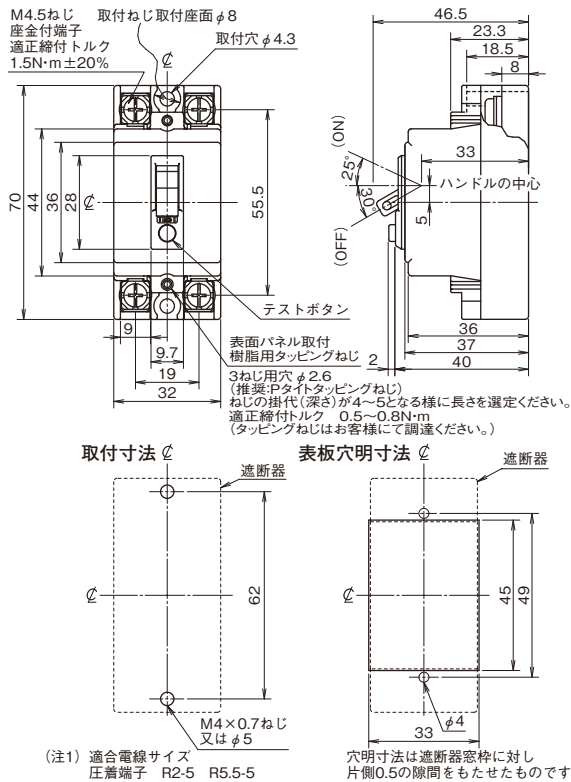 M4.5ねじ
座金付端子
適正締付トルク
1.5N・m±20%
取付ねじ取付座面φ8
取付穴φ4.3
℄
70
44
36
28
℄
55.5
テストボタン
9
9.7
19
32
表面パネル取付
樹脂用タッピングねじ
3ねじ用穴φ2.6
(推奨:Pタイトタッピングねじ)
ねじの掛代(深さ)が4〜5となる様に長さを選定ください。
適正締付トルク 0.5〜0.8N・m
(タッピングねじはお客様にて調達ください。)
46.5
23.3
18.5
8
33
(ON)
25°
30°
(OFF)
ハンドルの中心
5
36
37
2
40
取付寸法 ℄
遮断器
℄
62
M4×0.7ねじ
又はφ5
表板穴明寸法 ℄
遮断器
℄
45
49
φ4
33
(注1) 適合電線サイズ
圧着端子 R2-5 R5.5-5
穴明寸法は遮断器窓枠に対し
片側0.5の隙間をもたせたものです